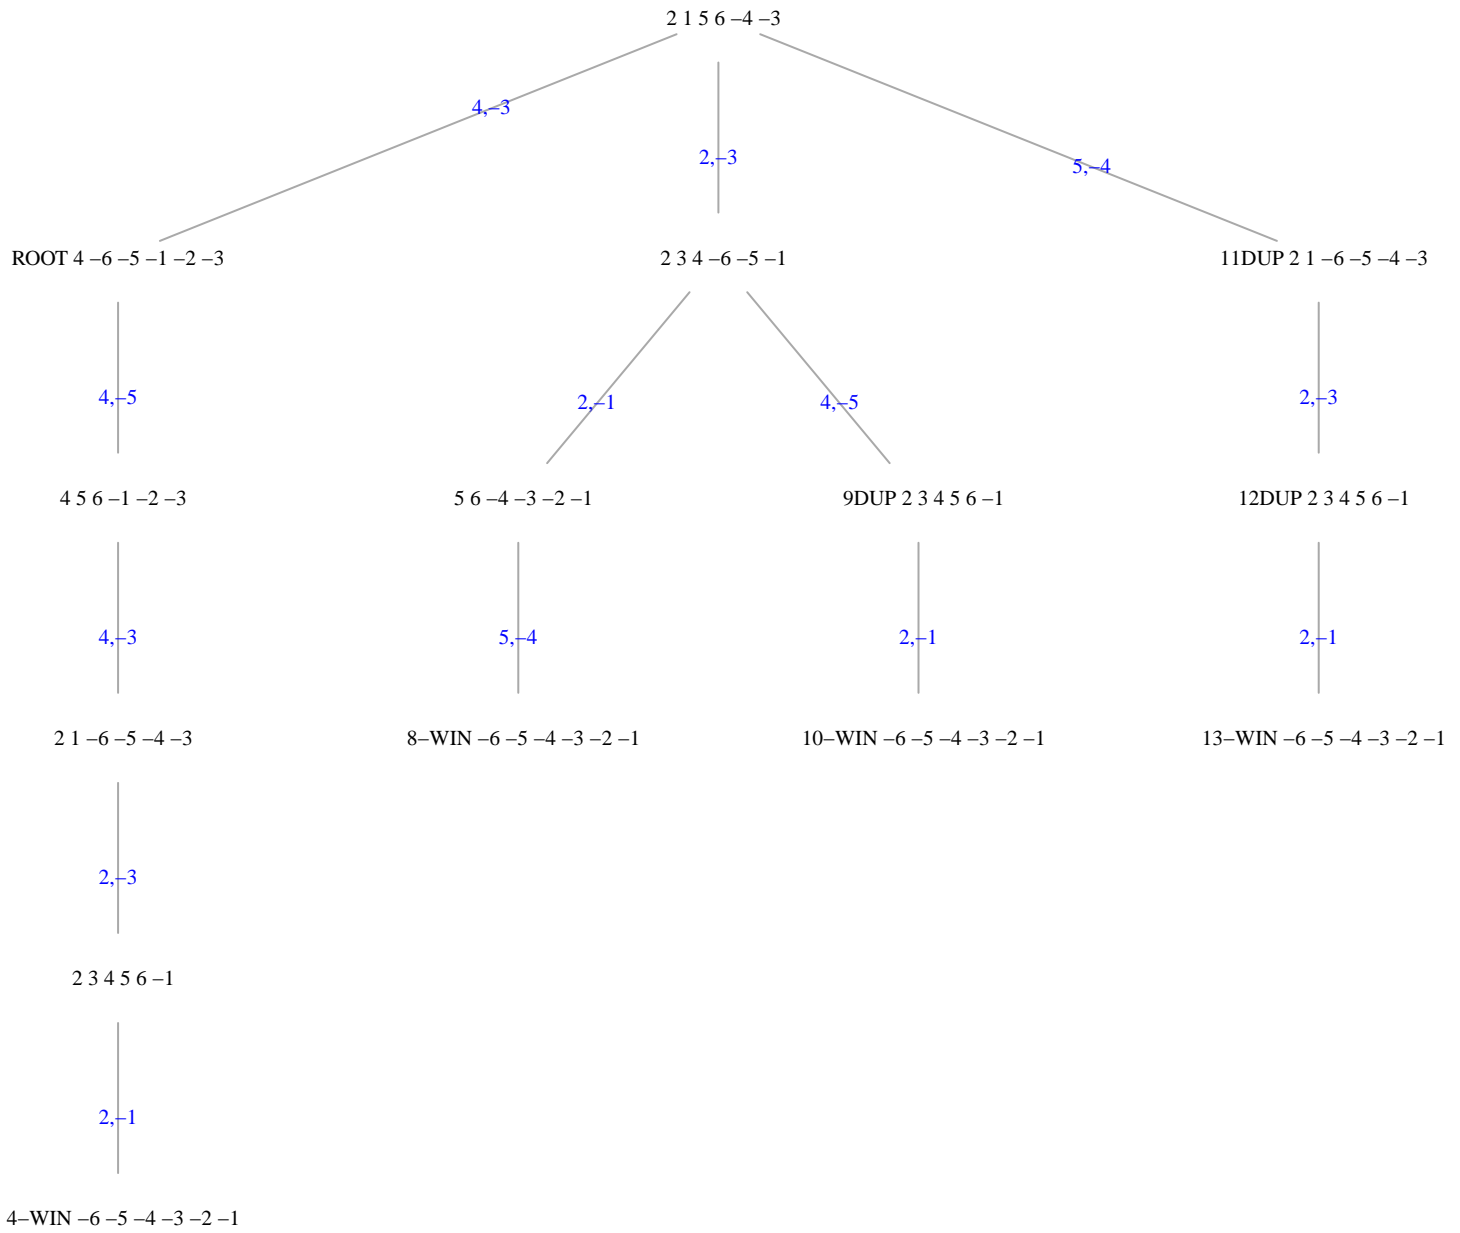 2 1 5 6 –4 –3
4,–3
2,–3
5,–4
ROOT 4 –6 –5 –1 –2 –3
2 3 4 –6 –5 –1
11DUP 2 1 –6 –5 –4 –3
4,–5
2,–1
4,–5
2,–3
4 5 6 –1 –2 –3
5 6 –4 –3 –2 –1
9DUP 2 3 4 5 6 –1
12DUP 2 3 4 5 6 –1
4,–3
5,–4
2,–1
2,–1
2 1 –6 –5 –4 –3
8–WIN –6 –5 –4 –3 –2 –1
10–WIN –6 –5 –4 –3 –2 –1
13–WIN –6 –5 –4 –3 –2 –1
2,–3
2 3 4 5 6 –1
2,–1
4–WIN –6 –5 –4 –3 –2 –1